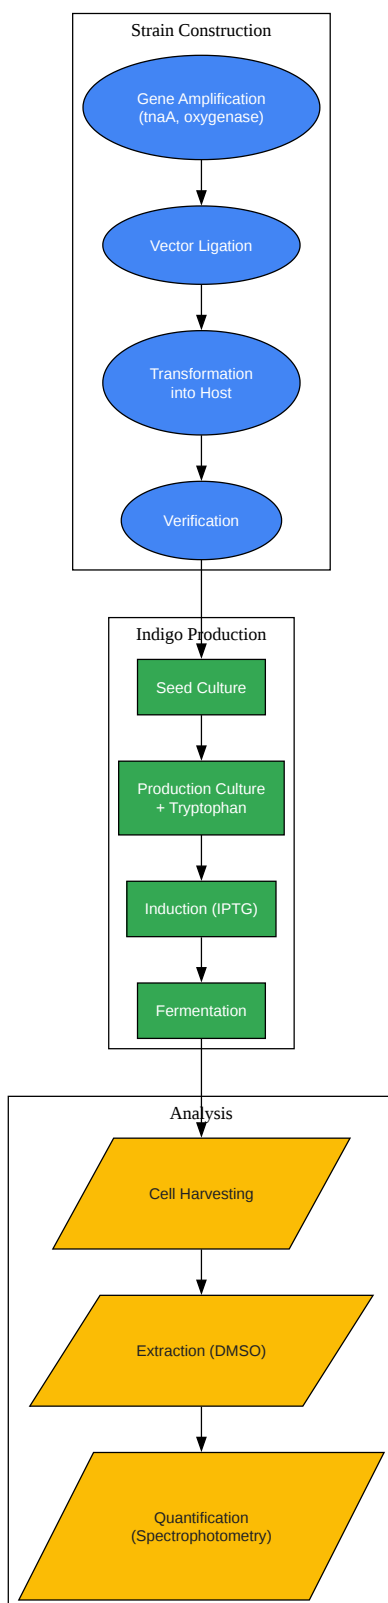 Strain Construction
Gene Amplification
(tnaA, oxygenase)
Vector Ligation
Transformation
into Host
Verification
Indigo Production
Seed Culture
Production Culture
+ Tryptophan
Induction (IPTG)
Fermentation
Analysis
Cell Harvesting
Extraction (DMSO)
Quantification
(Spectrophotometry)